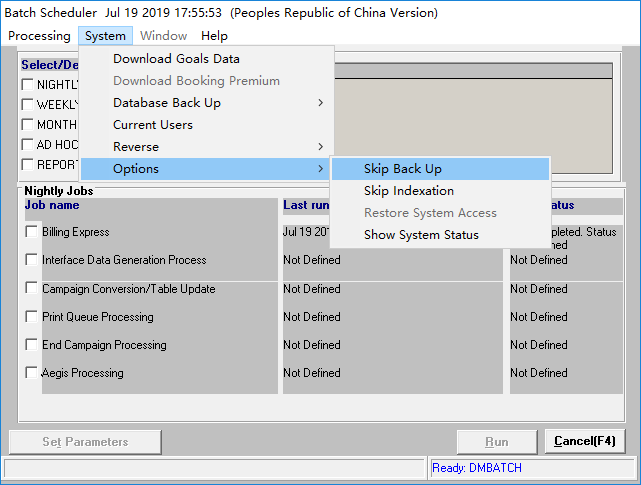 Batch Scheduler   Jul 19 2019 17:55:53   (Peoples Republic of China Version)
Processing System Window Help
Select/De
NIGHTLY
WEEKLY
MONTH
AD HOC
REPORT
Download Goals Data
Download Booking Premium
Database Back Up
Current Users
Reverse
Options
Skip Back Up
Skip Indexation
Restore System Access
Show System Status
Nightly Jobs
Job name Last run atus
Billing Express Jul 19 201 pleted. Status
ned
Interface Data Generation Process Not Defined Not Defined
Campaign Conversion/Table Update Not Defined Not Defined
Print Queue Processing Not Defined Not Defined
End Campaign Processing Not Defined Not Defined
Aegis Processing Not Defined Not Defined
Set Parameters Run Cancel(F4)
Ready: DMBATCH